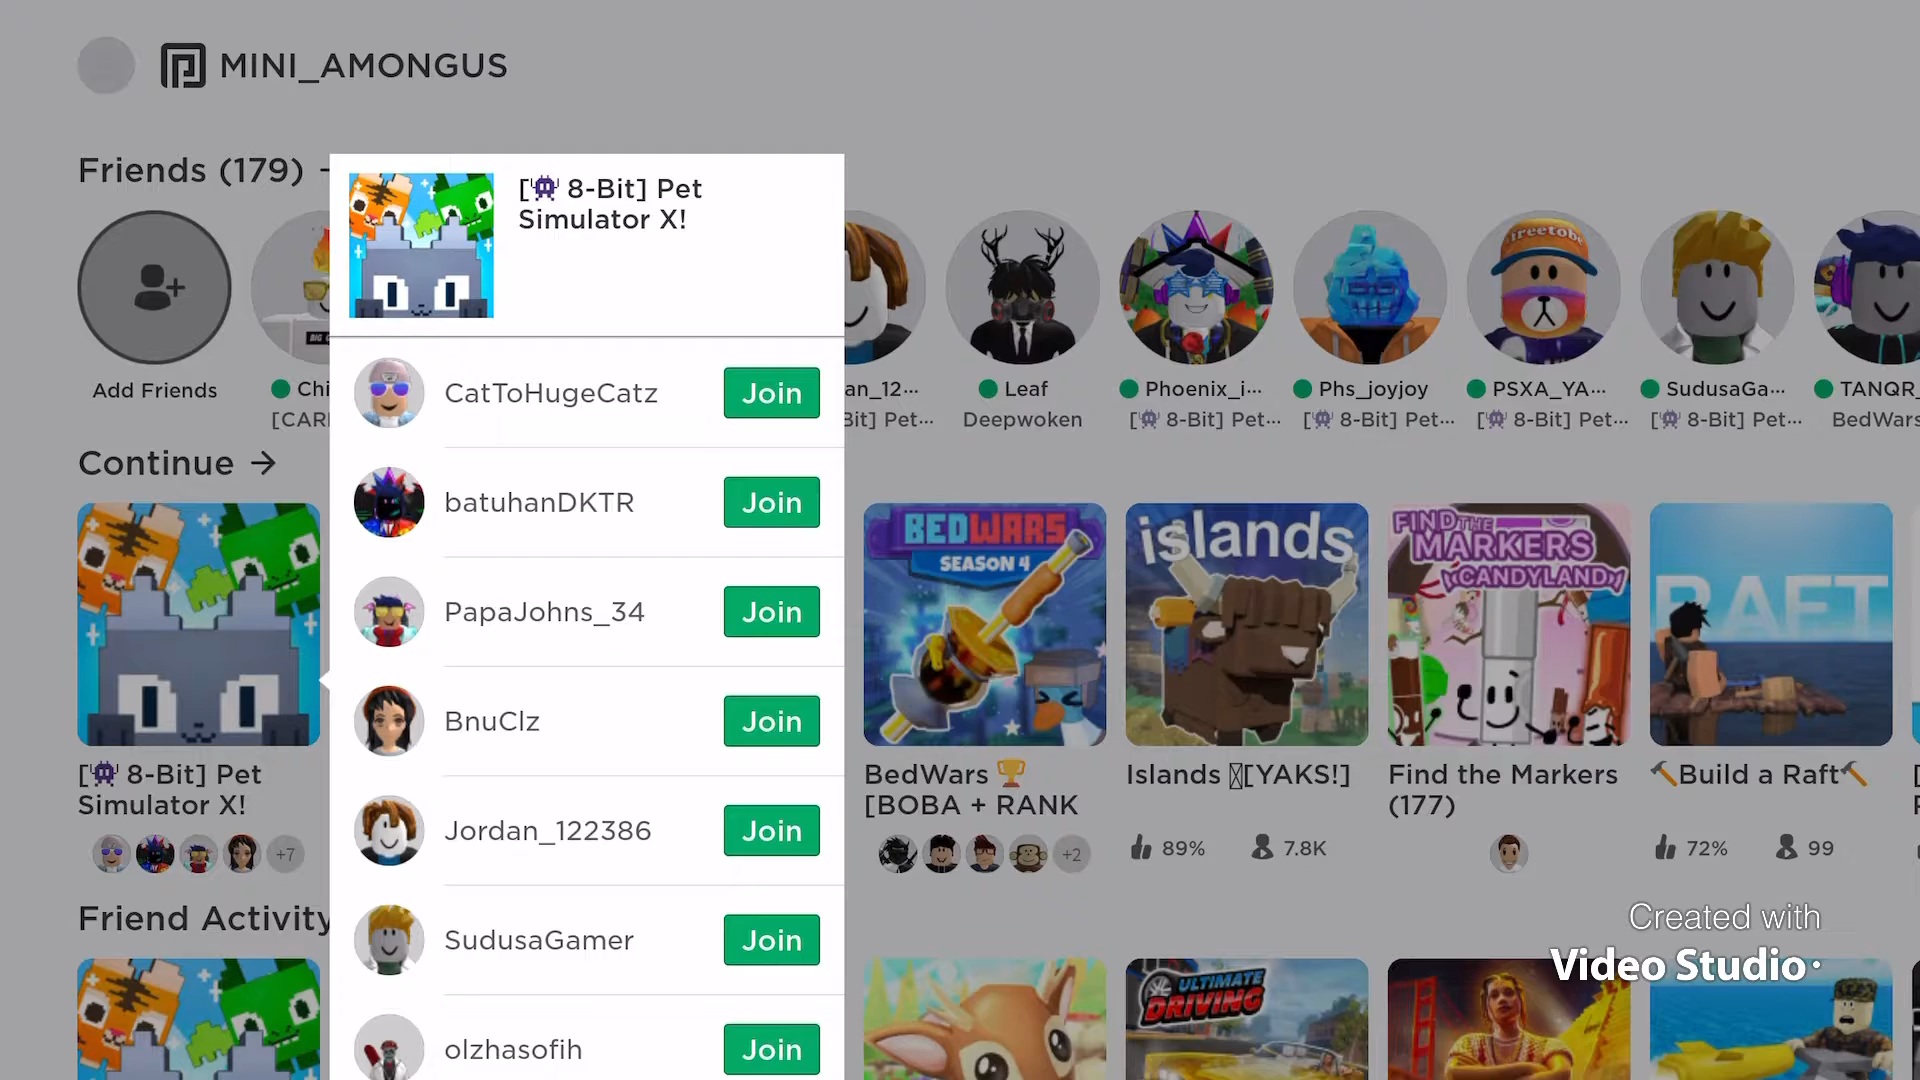 MINI_AMONGUS
Friends (179)
[ 8-Bit] Pet
Simulator X!
Add Friends
Chi
[CAR
an_12...
Bit] Pet...
Leaf
Deepwoken
Phoenix_i...
[ 8-Bit] Pet...
Phs_joyjoy
[ 8-Bit] Pet...
PSXA_YA...
[ 8-Bit] Pet...
SudusaGa...
[ 8-Bit] Pet...
TANQR_
BedWars
CatToHugeCatz
Join
batuhanDKTR
Join
PapaJohns_34
Join
BnuClz
Join
Jordan_122386
Join
SudusaGamer
Join
olzhasofih
Join
Continue →
[ 8-Bit] Pet
Simulator X!
+7
BEDWARS
SEASON 4
BedWars 🏆
[BOBA + RANK
+2
islands
Islands [YAKS!]
89%
7.8K
FIND THE
MARKERS
CANDYLAND
Find the Markers
(177)
RAFT
🔨Build a Raft🔨
72%
99
Friend Activity
ULTIMATE
DRIVING
Created with
Video Studio